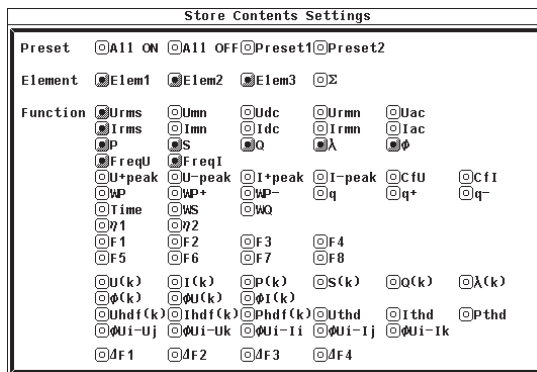 Store Contents Settings
Preset All ON All OFF Preset1 Preset2
Element Elem1 Elem2 Elem3 Σ
Function Urms Umn Udc Urmn Uac
Irms Imn Idc Irmn Iac
P S Q λ ϕ
FreqU FreqI
U+peak U-peak I+peak I-peak CfU CfI
WP WP+ WP- q q+ q-
Time WS WQ
η1 η2
F1 F2 F3 F4
F5 F6 F7 F8
U(k) I(k) P(k) S(k) Q(k) λ(k)
ϕ(k) ϕU(k) ϕI(k)
Uhdf(k) Ihdf(k) Phdf(k) Uthd Ithd Pthd
ϕUi-Uj ϕUi-Uk ϕUi-Ii ϕUi-Ij ϕUi-Ik
ΔF1 ΔF2 ΔF3 ΔF4